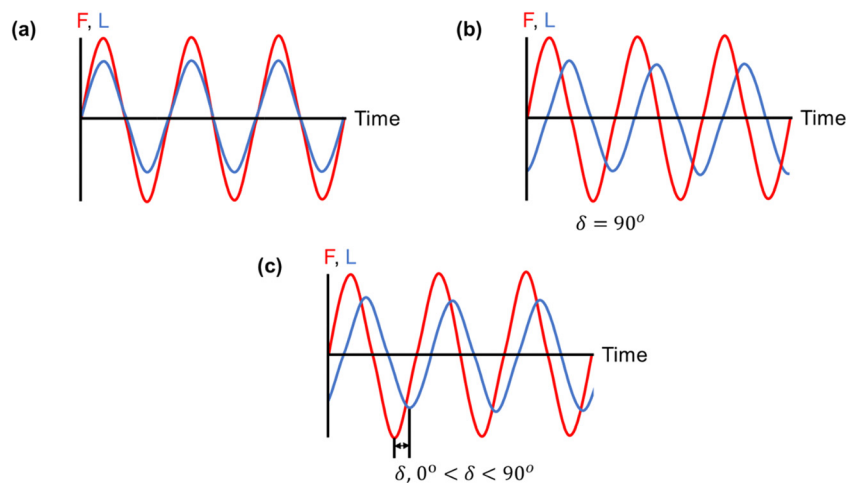 (a)
F, L
Time
(b)
F, L
Time
δ = 90°
(c)
F, L
Time
δ, 0° < δ < 90°